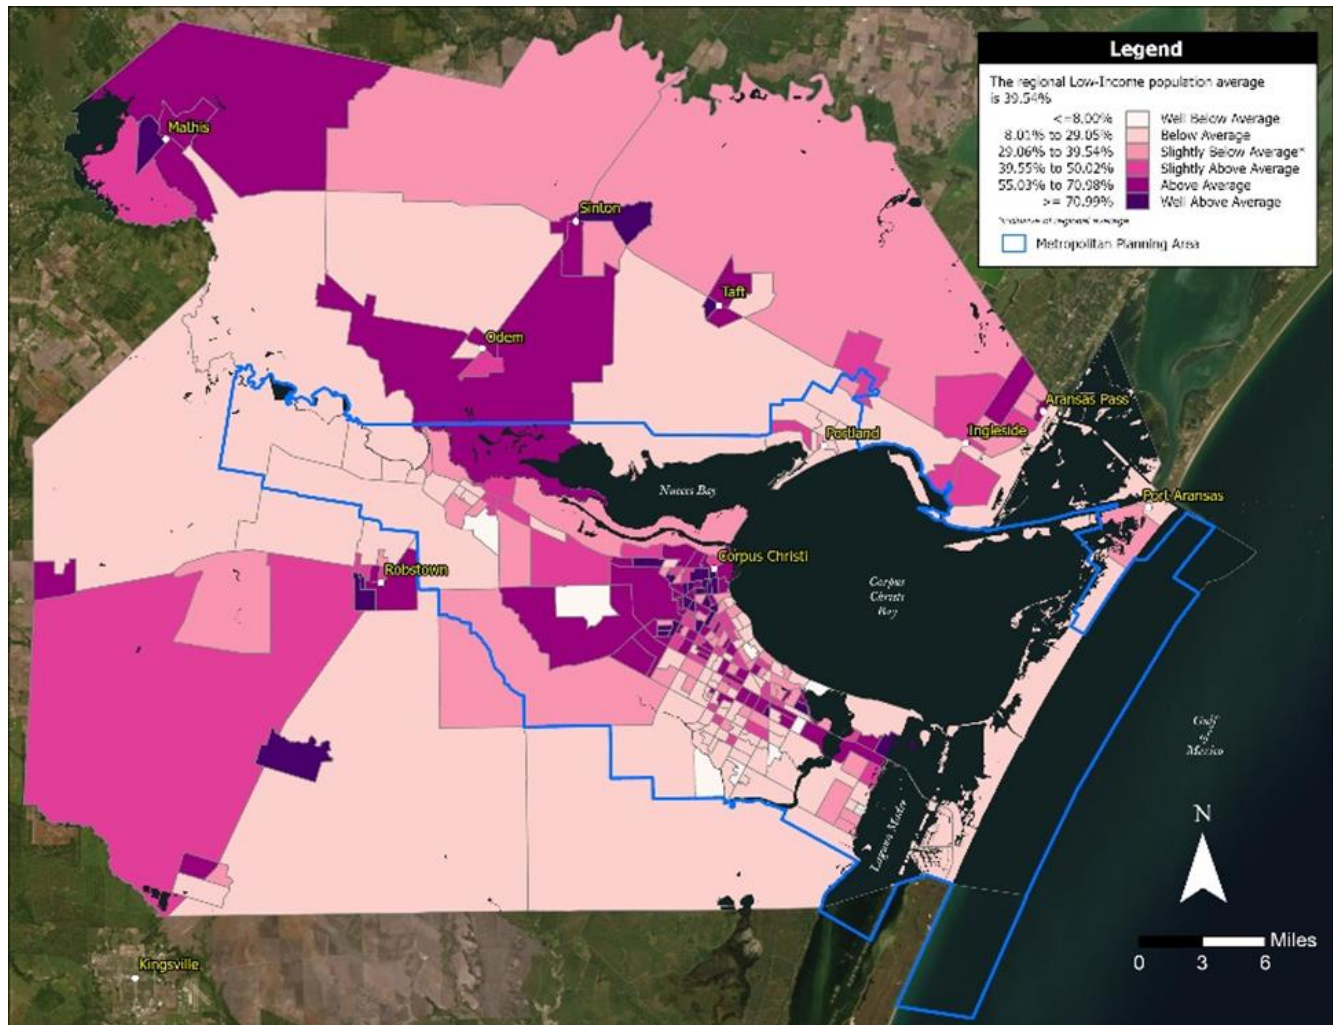 Legend
The regional Low-Income population average
is 39.54%
<=8.00% Well Below Average
8.01% to 29.05% Below Average
29.06% to 39.54% Slightly Below Average*
39.55% to 50.02% Slightly Above Average
55.03% to 70.98% Above Average
>= 70.99% Well Above Average
regional average
Metropolitan Planning Area
Mathis
Sinton
Taft
Odem
Aransas Pass
Portland
Ingleside
Nueces Bay
Port Aransas
Corpus Christi
Robstown
Corpus
Christi
Bay
Gulf
of
Mexico
Laguna Madre
N
Miles
0 3 6
Kingsville